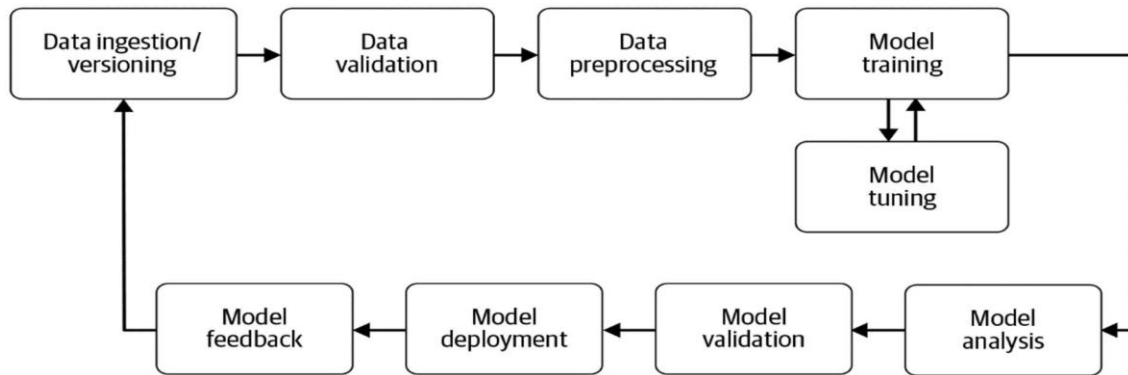 Data ingestion/
versioning
Data
validation
Data
preprocessing
Model
training
Model
tuning
Model
feedback
Model
deployment
Model
validation
Model
analysis